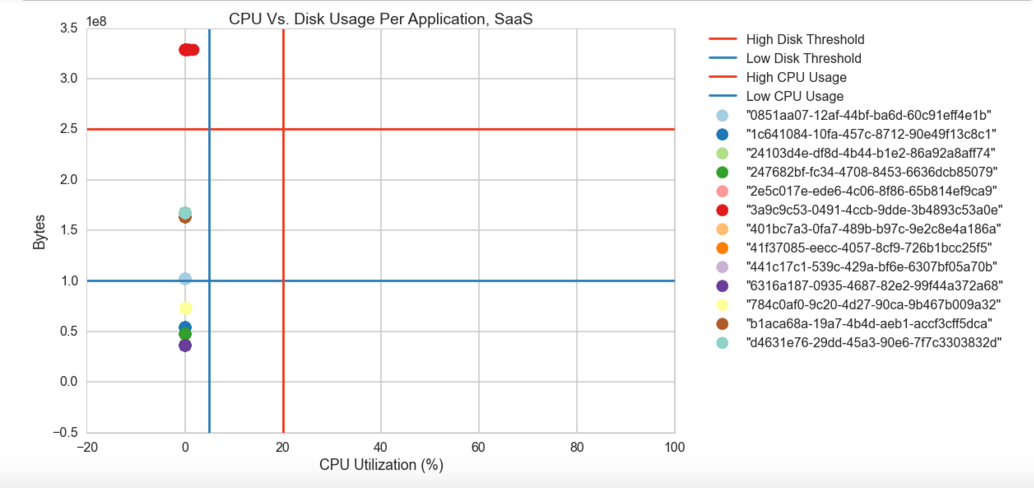 CPU Vs. Disk Usage Per Application, SaaS
1e8
3.5
3.0
2.5
2.0
1.5
1.0
0.5
0.0
−0.5
Bytes
−20 0 20 40 60 80 100
CPU Utilization (%)
High Disk Threshold
Low Disk Threshold
High CPU Usage
Low CPU Usage
"0851aa07-12af-44bf-ba6d-60c91eff4e1b"
"1c641084-10fa-457c-8712-90e49f13c8c1"
"24103d4e-df8d-4b44-b1e2-86a92a8aff74"
"247682bf-fc34-4708-8453-6636dcb85079"
"2e5c017e-ede6-4c06-8f86-65b814ef9ca9"
"3a9c9c53-0491-4ccb-9dde-3b4893c53a0e"
"401bc7a3-0fa7-489b-b97c-9e2c8e4a186a"
"41f37085-eecc-4057-8cf9-726b1bcc25f5"
"441c17c1-539c-429a-bf6e-6307bf05a70b"
"6316a187-0935-4687-82e2-99f44a372a68"
"784c0af0-9c20-4d27-90ca-9b467b009a32"
"b1aca68a-19a7-4b4d-aeb1-accf3cff5dca"
"d4631e76-29dd-45a3-90e6-7f7c3303832d"